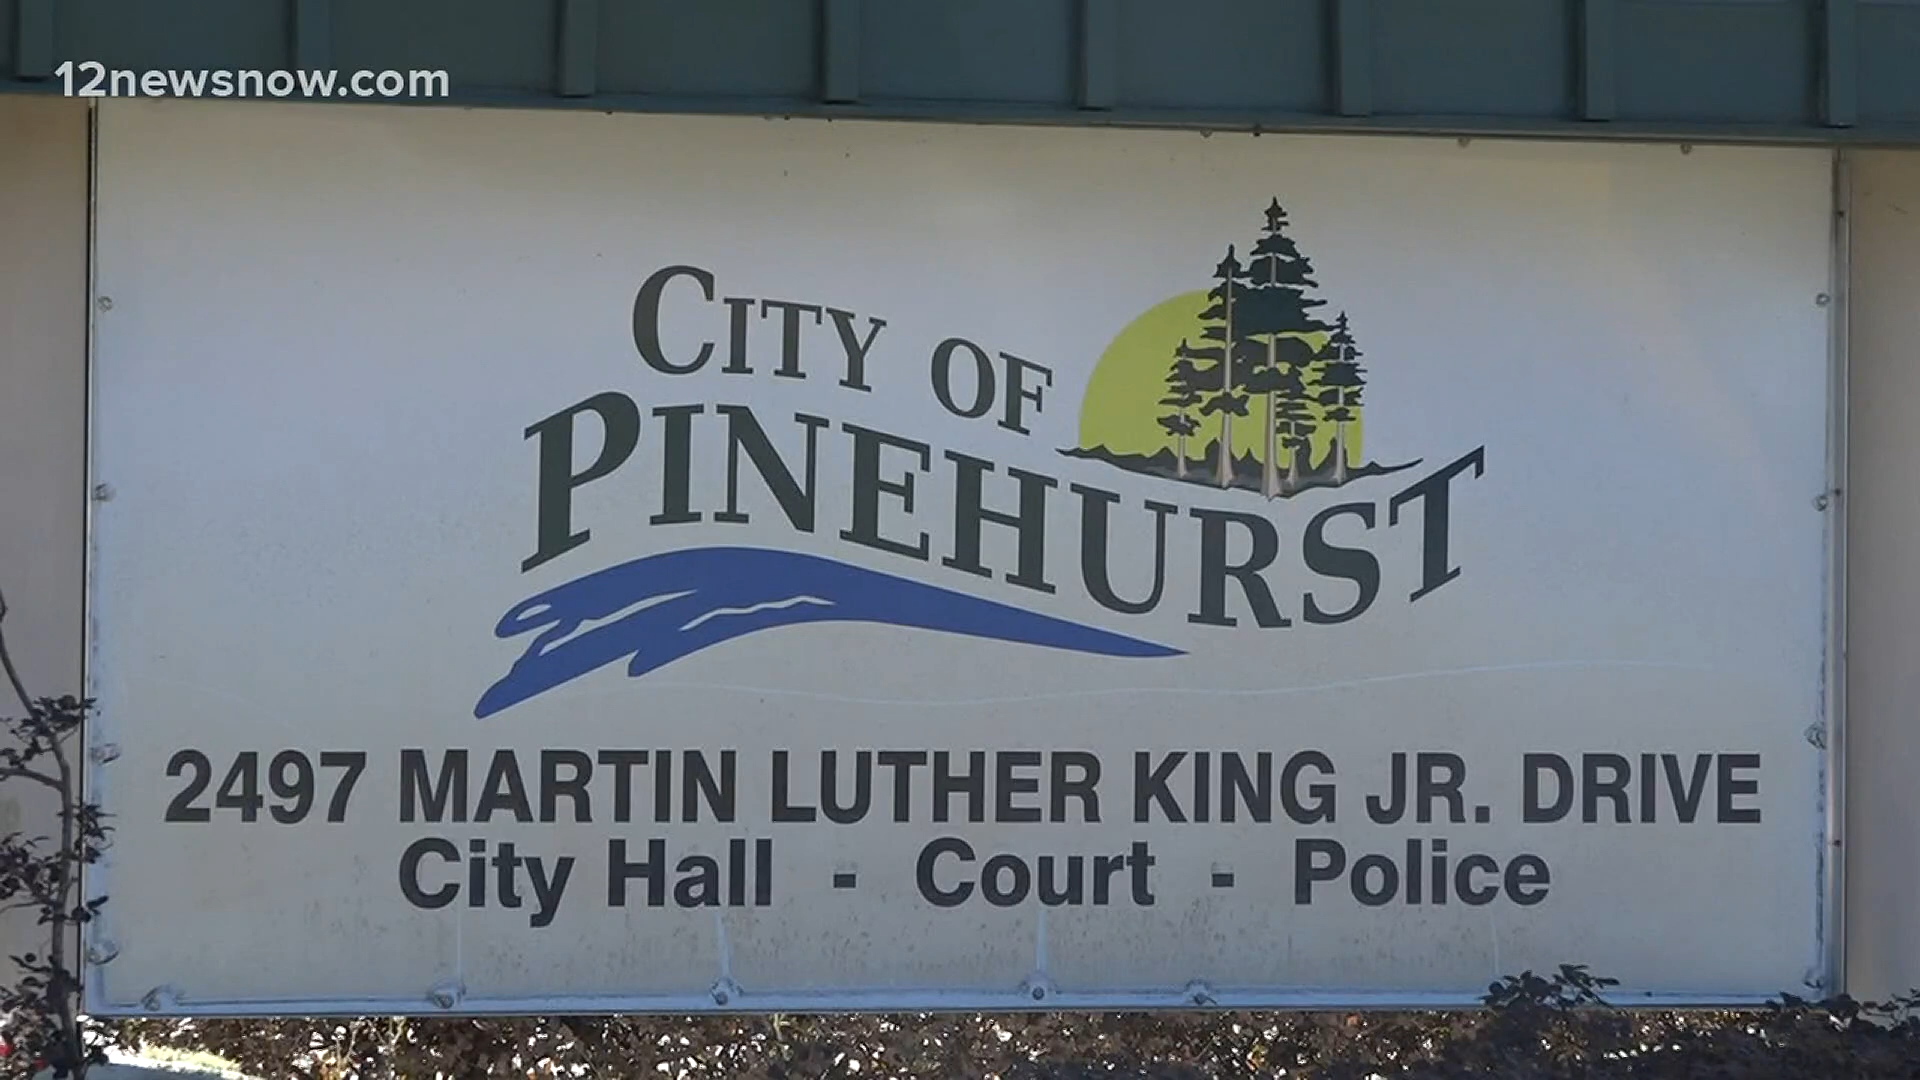 12newsnow.com
CITY OF
PINEHURST
2497 MARTIN LUTHER KING JR. DRIVE
City Hall - Court - Police